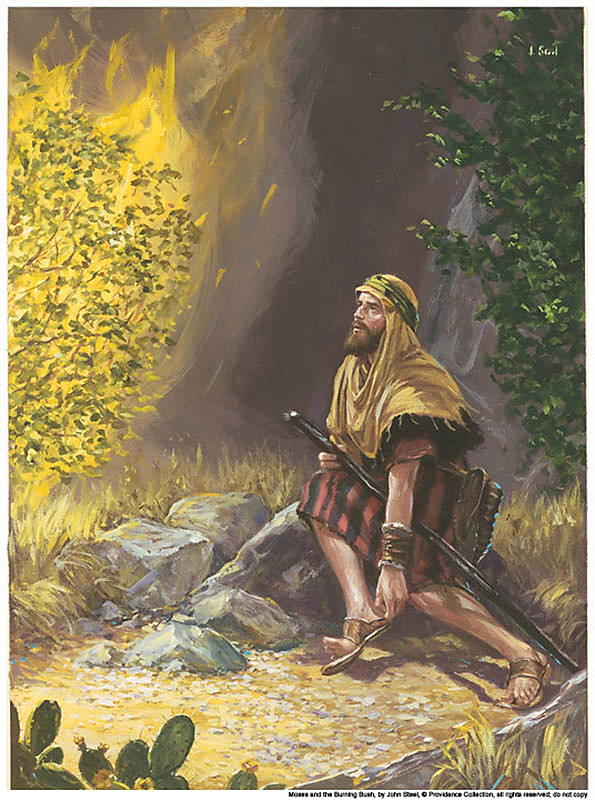 J. Steel
Moses and the Burning Bush, by John Steel, © Providence Collection, all rights reserved; do not copy